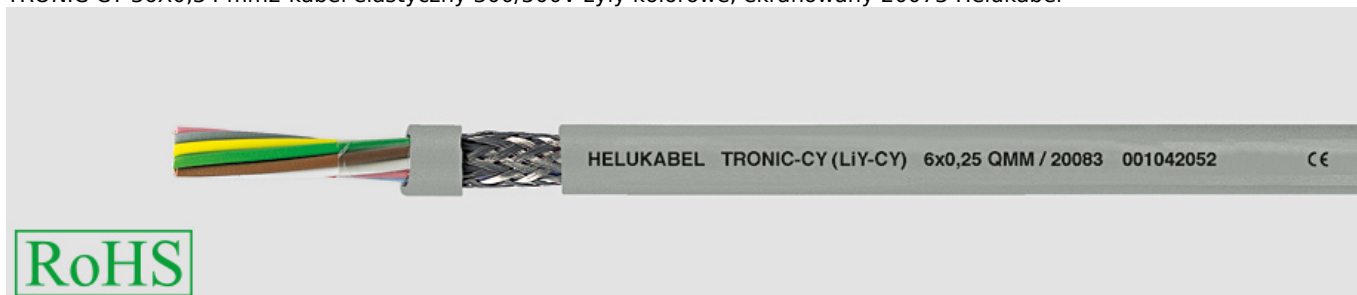 HELUKABEL TRONIC-CY (LiY-CY) 6x0,25 QMM / 20083 001042052 CE
RoHS